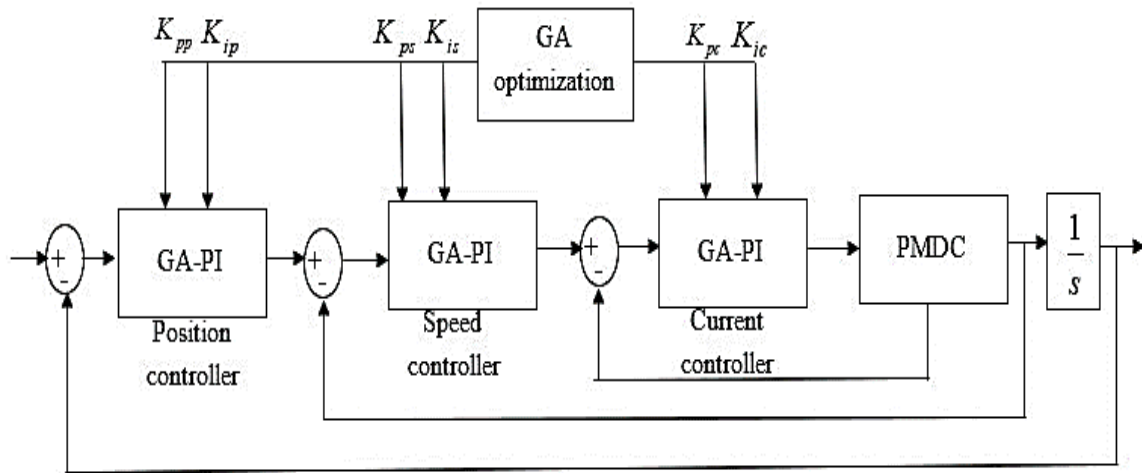 K_pp K_ip
K_ps K_is
GA
optimization
K_pc K_ic
+
-
GA-PI
Position
controller
+
-
GA-PI
Speed
controller
+
-
GA-PI
Current
controller
PMDC
1
s